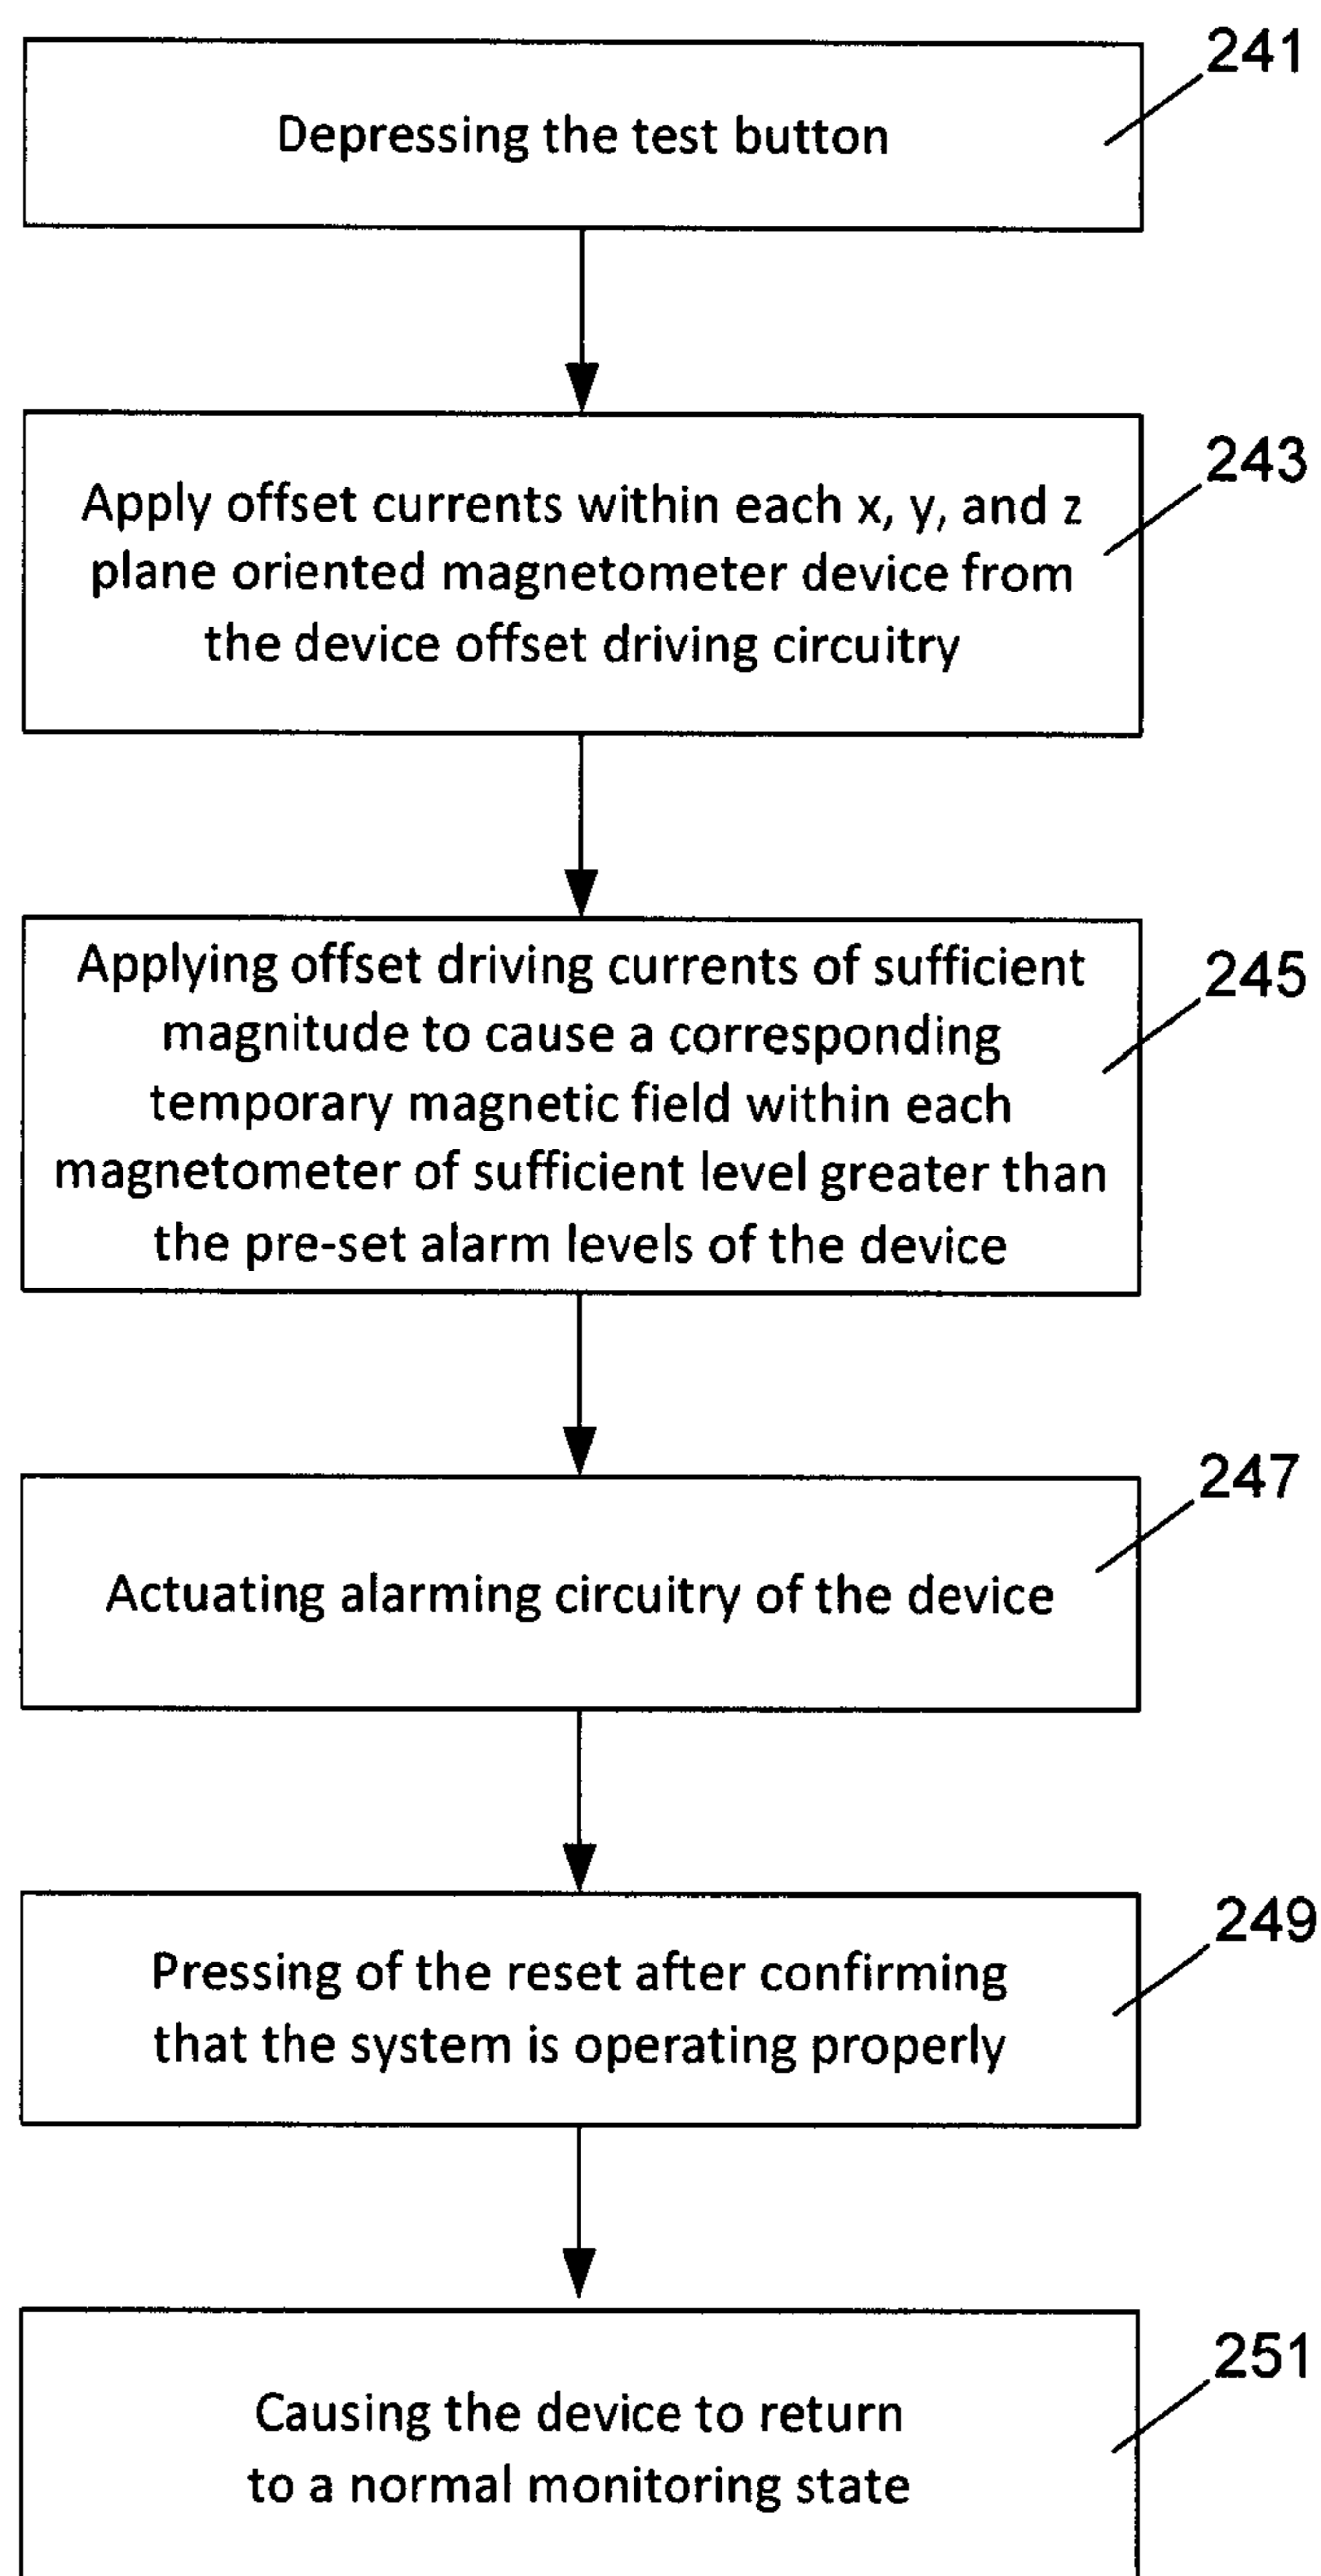 241
Depressing the test button
243
Apply offset currents within each x, y, and z
plane oriented magnetometer device from
the device offset driving circuitry
245
Applying offset driving currents of sufficient
magnitude to cause a corresponding
temporary magnetic field within each
magnetometer of sufficient level greater than
the pre-set alarm levels of the device
247
Actuating alarming circuitry of the device
249
Pressing of the reset after confirming
that the system is operating properly
251
Causing the device to return
to a normal monitoring state